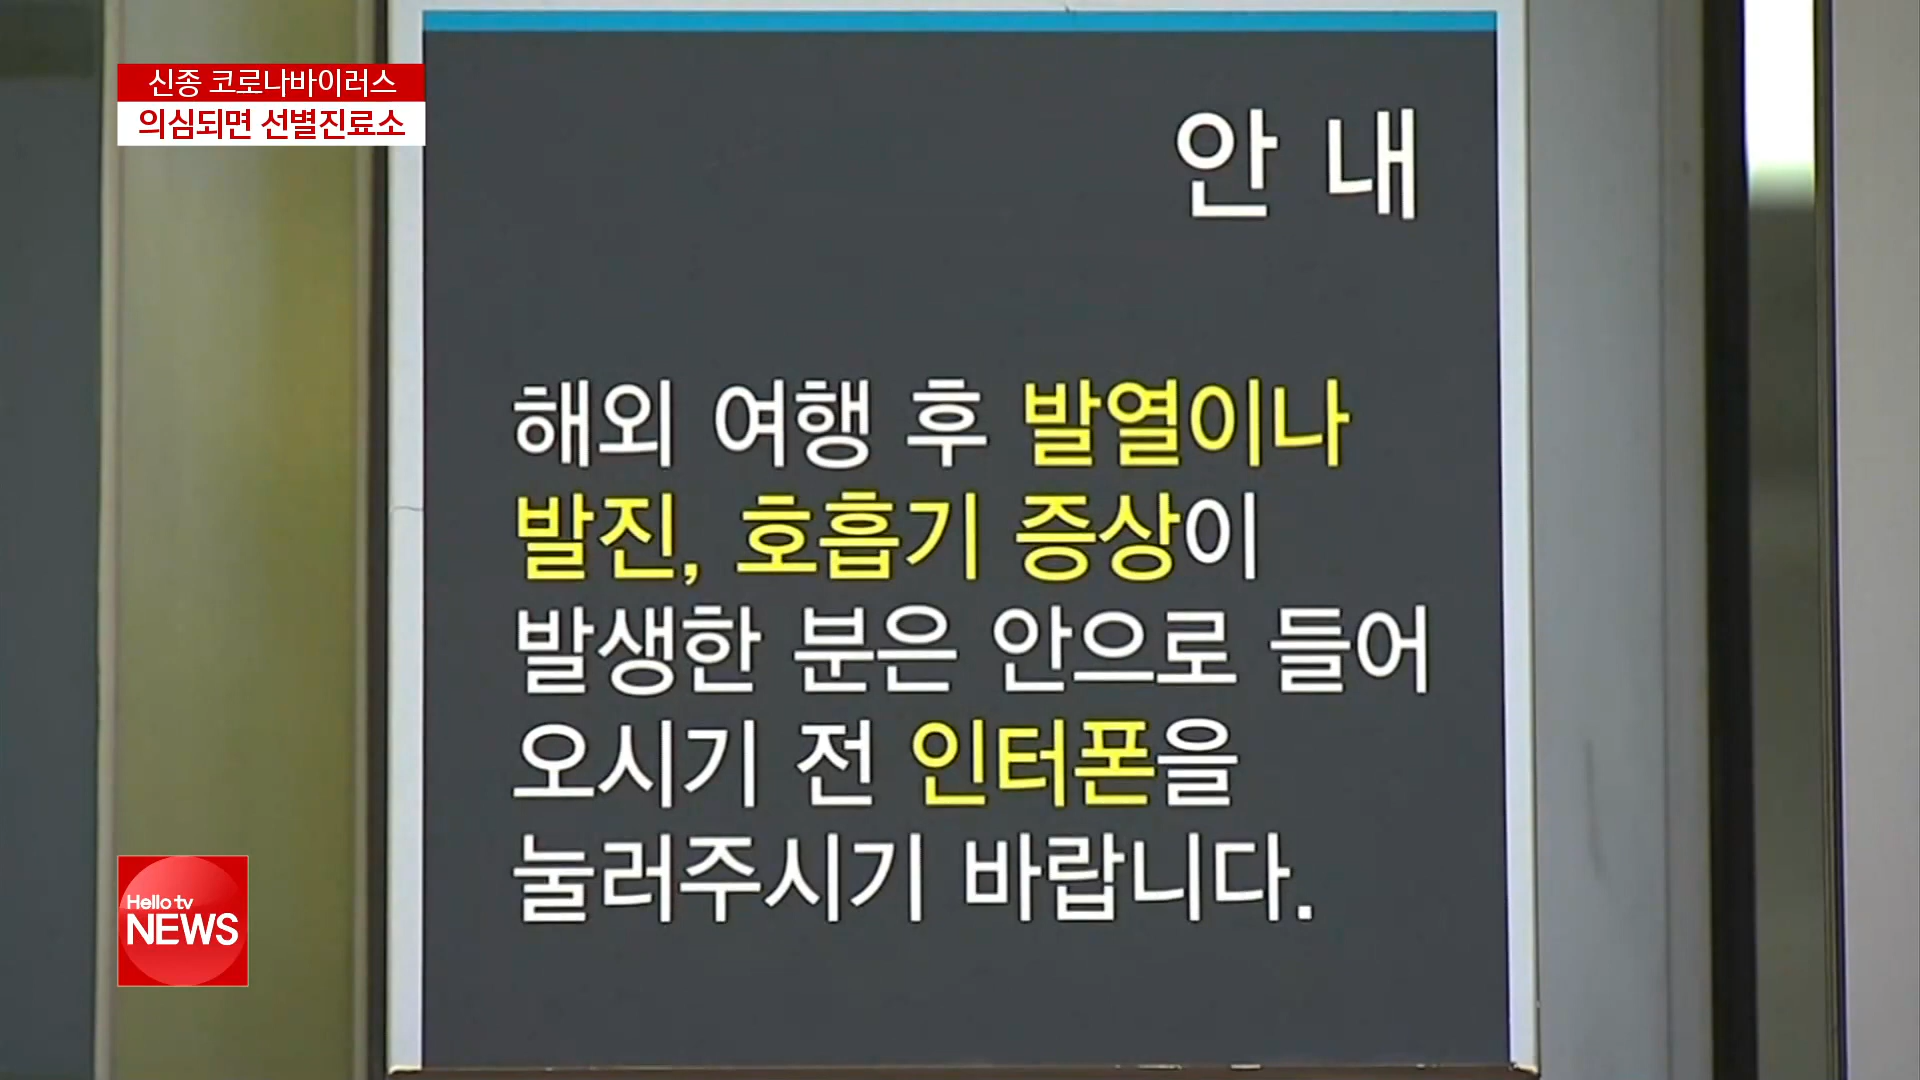 신종 코로나바이러스
의심되면 선별진료소
안 내
해외 여행 후 발열이나
발진, 호흡기 증상이
발생한 분은 안으로 들어
오시기 전 인터폰을
눌러주시기 바랍니다.
Hello tv
NEWS